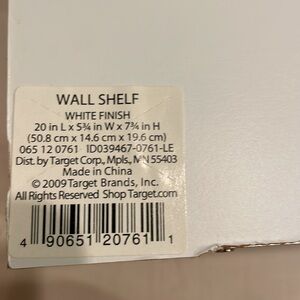 WALL SHELF
WHITE FINISH
20 in L x 5¾ in W x 7¾ in H
(50.8 cm x 14.6 cm x 19.6 cm)
065 12 0761 ID039467-0761-LE
Dist. by Target Corp., Mpls., MN 55403
Made in China
© 2009 Target Brands, Inc.
All Rights Reserved Shop Target.com
4 90651 20761 1